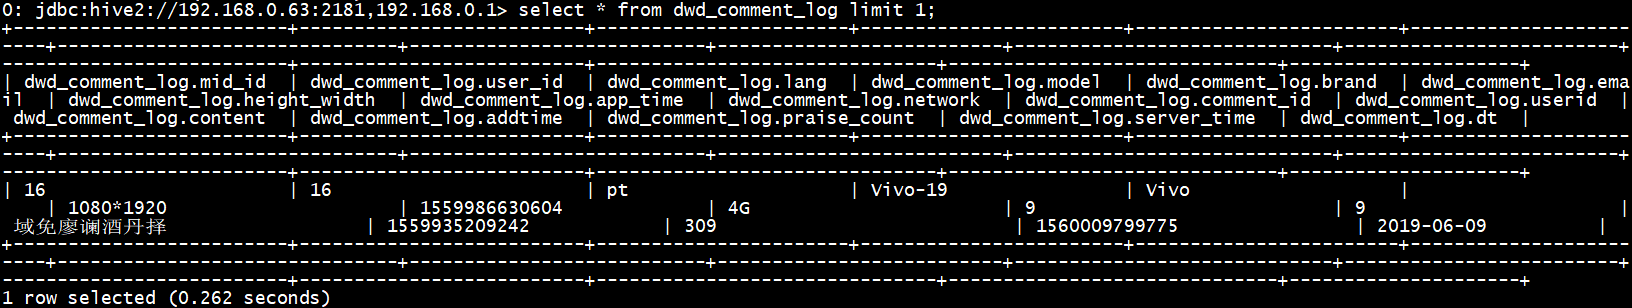 0: jdbc:hive2://192.168.0.63:2181,192.168.0.1> select * from dwd_comment_log limit 1;
+---------------------------+---------------------------+------------------------+-------------------------+-------------------------+--------------------
----+--------------------------------+----------------------------+---------------------------+------------------------------+--------------------------+
--------------------------+--------------------------+-------------------------------+-------------------------------+----------------------+
| dwd_comment_log.mid_id  | dwd_comment_log.user_id  | dwd_comment_log.lang  | dwd_comment_log.model  | dwd_comment_log.brand  | dwd_comment_log.ema
il  | dwd_comment_log.height_width  | dwd_comment_log.app_time  | dwd_comment_log.network  | dwd_comment_log.comment_id  | dwd_comment_log.userid  |
 dwd_comment_log.content  | dwd_comment_log.addtime  | dwd_comment_log.praise_count  | dwd_comment_log.server_time  | dwd_comment_log.dt  |
+---------------------------+---------------------------+------------------------+-------------------------+-------------------------+--------------------
----+--------------------------------+----------------------------+---------------------------+------------------------------+--------------------------+
--------------------------+--------------------------+-------------------------------+-------------------------------+----------------------+
| 16 | 16 | pt | Vivo-19 | Vivo |
 | 1080*1920 | 1559986630604 | 4G | 9 | 9 |
 域免廖谰酒丹择 | 1559935209242 | 309 | 1560009799775 | 2019-06-09 |
+---------------------------+---------------------------+------------------------+-------------------------+-------------------------+--------------------
----+--------------------------------+----------------------------+---------------------------+------------------------------+--------------------------+
--------------------------+--------------------------+-------------------------------+-------------------------------+----------------------+
1 row selected (0.262 seconds)